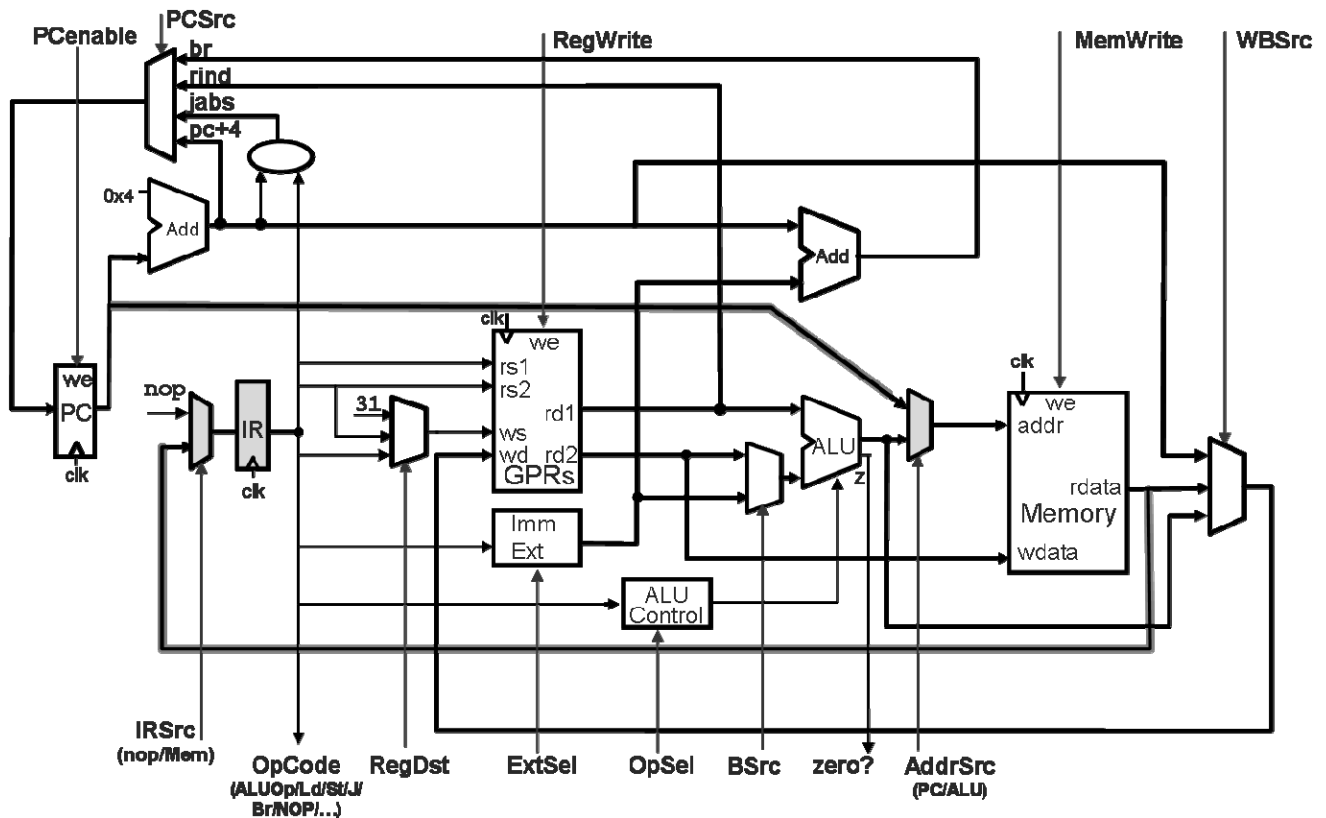 PCSrc
PCenable
RegWrite
MemWrite
WBSrc
br
rind
jabs
pc+4
0x4
Add
Add
clk
we
rs1
rs2
rd1
ws
wd
rd2
GPRs
we
PC
clk
nop
IR
clk
31
ALU
z
clk
we
addr
rdata
Memory
wdata
Imm
Ext
ALU
Control
IRSrc
(nop/Mem)
OpCode
(ALUOp/Ld/St/J/
Br/NOP/...)
RegDst
ExtSel
OpSel
BSrc
zero?
AddrSrc
(PC/ALU)